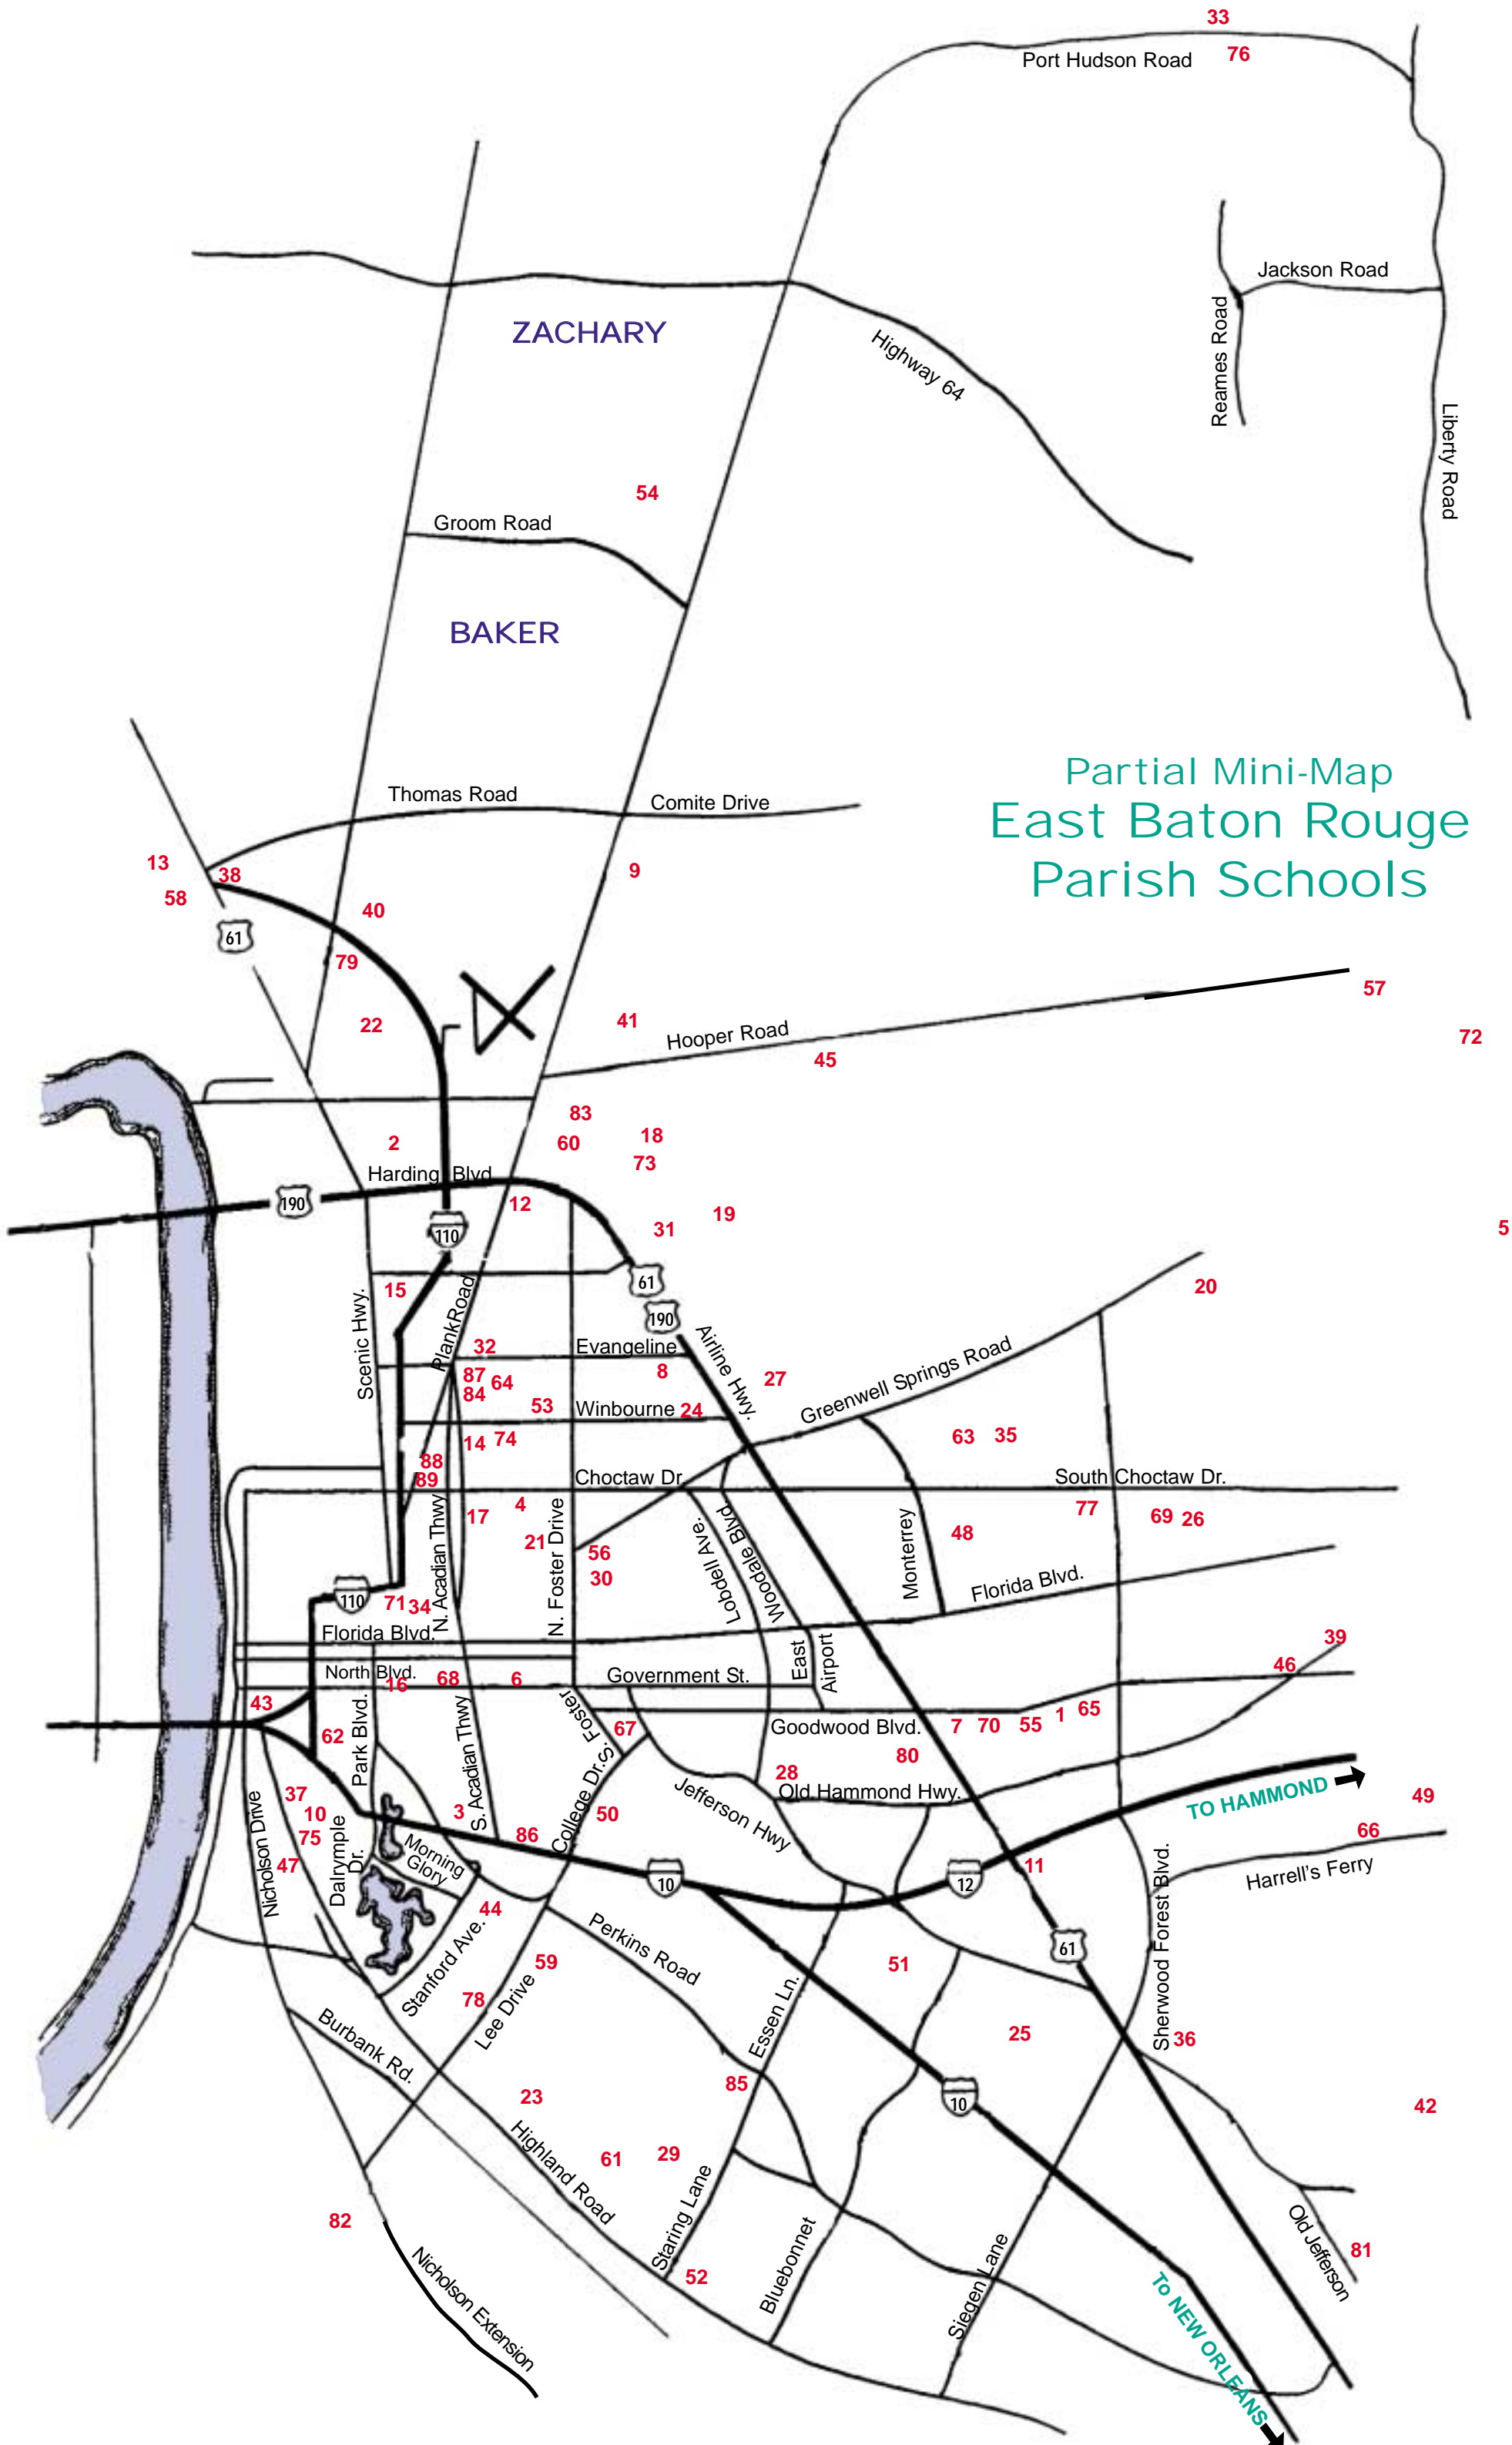 33
Port Hudson Road
76
Jackson Road
Reames Road
ZACHARY
Highway 64
Liberty Road
54
Groom Road
BAKER
Partial Mini-Map
East Baton Rouge
Parish Schools
Thomas Road
Comite Drive
13
38
9
58
40
61
79
57
22
41
Hooper Road
72
45
83
2
60
18
73
Harding Blvd
190
12
19
31
5
110
61
20
15
190
Scenic Hwy.
PlankRoad
Airline Hwy.
32
Evangeline
87
64
8
27
84
Greenwell Springs Road
53
Winbourne
24
14
74
63
35
88
89
Choctaw Dr.
South Choctaw Dr.
4
17
77
69
26
21
48
N. Acadian Thwy
N. Foster Drive
56
30
Lobdell Ave.
Woodale Blvd.
Monterrey
110
71
34
Florida Blvd.
Florida Blvd.
39
North Blvd.
16
68
6
Government St.
East
Airport
46
43
62
Park Blvd.
S. Acadian Thwy
S. Foster
67
Goodwood Blvd.
7
70
55
1
65
80
28
Old Hammond Hwy.
Jefferson Hwy
TO HAMMOND
49
37
10
75
47
Nicholson Drive
Dalrymple
Dr.
3
86
College Dr.
50
66
Morning
Glory
10
12
11
Harrell's Ferry
44
Stanford Ave.
59
Perkins Road
51
61
Sherwood Forest Blvd.
78
Lee Drive
Essen Ln.
25
36
Burbank Rd.
85
10
42
23
Highland Road
61
29
Staring Lane
82
52
Bluebonnet
Siegen Lane
Old Jefferson
81
Nicholson Extension
To NEW ORLEANS